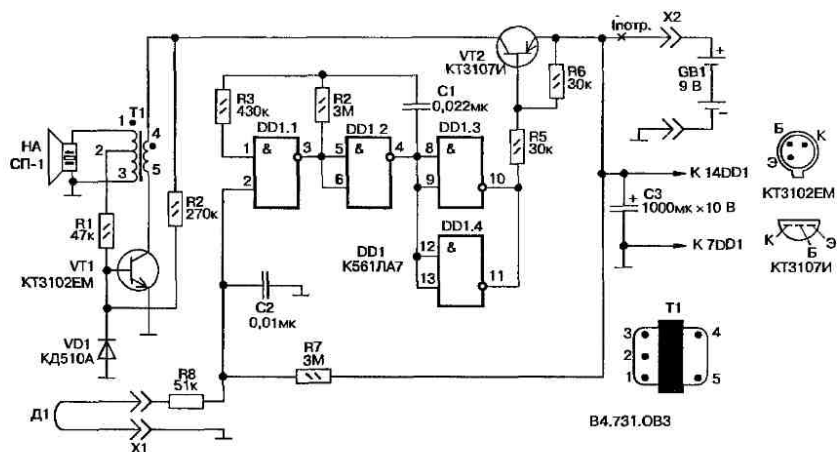 Iпотр.
X2
VT2
КТ3107И
R6
30к
+
GB1
9 В
−
R3
430к
R2
3М
C1
0,022мк
T1
1
4
2
3
5
НА
СП-1
DD1.1
DD1 2
DD1.3
1
&
3
2
5
&
4
6
8
&
10
9
R5
30к
Б
К
Э
К 14DD1
КТ3102ЕМ
R2
270к
R1
47к
+
C3
1000мк × 10 В
DD1.4
12
&
11
13
DD1
К561ЛА7
VT1
КТ3102ЕМ
К
Э
Б
К 7DD1
КТ3107И
C2
0,01мк
T1
VD1
КД510А
R7
3М
3
4
2
1
5
R8
51к
Д1
X1
В4.731.ОВ3